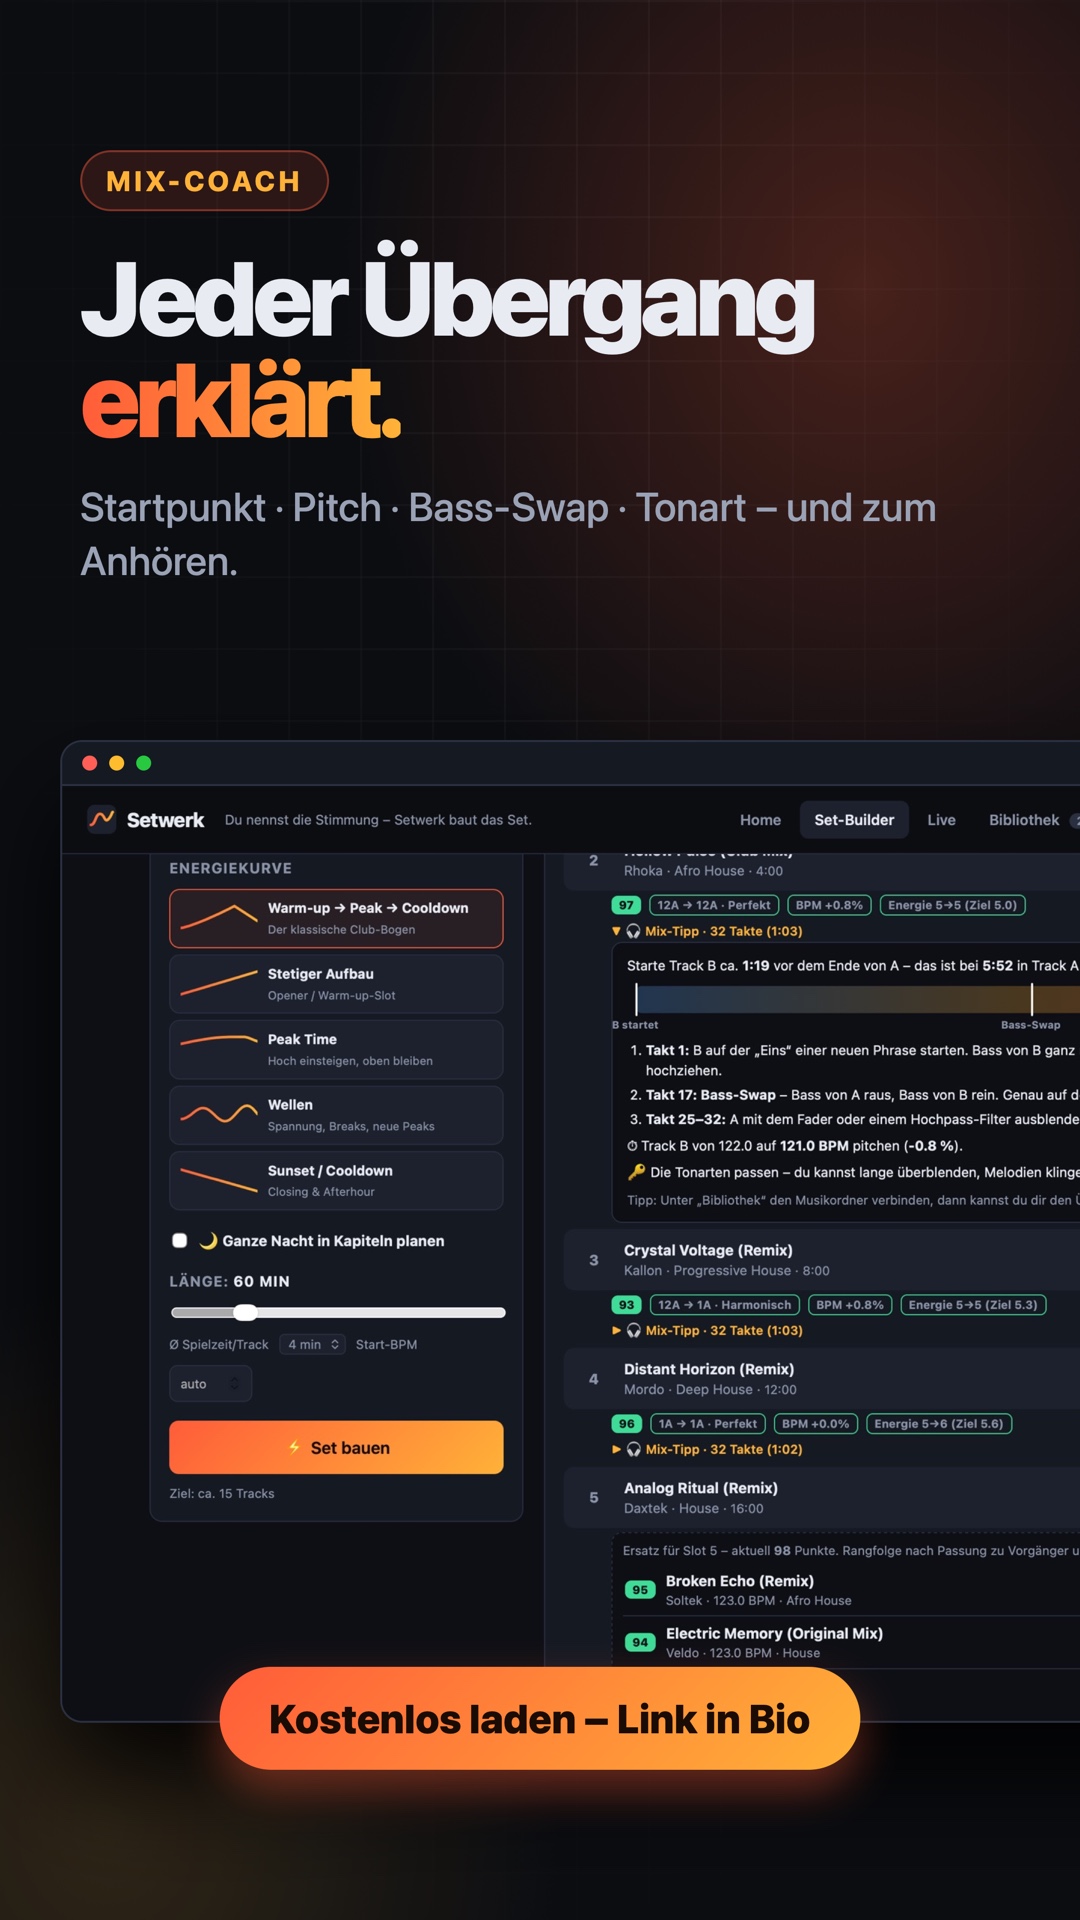 MIX-COACH
Jeder Übergang
erklärt.
Startpunkt · Pitch · Bass-Swap · Tonart – und zum
Anhören.
Setwerk
Du nennst die Stimmung – Setwerk baut das Set.
Home
Set-Builder
Live
Bibliothek
ENERGIEKURVE
Warm-up → Peak → Cooldown
Der klassische Club-Bogen
Stetiger Aufbau
Opener / Warm-up-Slot
Peak Time
Hoch einsteigen, oben bleiben
Wellen
Spannung, Breaks, neue Peaks
Sunset / Cooldown
Closing & Afterhour
🌙 Ganze Nacht in Kapiteln planen
LÄNGE: 60 MIN
Ø Spielzeit/Track 4 min Start-BPM
auto
⚡ Set bauen
Ziel: ca. 15 Tracks
2
Rhoka · Afro House · 4:00
97 12A → 12A · Perfekt BPM +0.8% Energie 5→5 (Ziel 5.0)
▼ 🎧 Mix-Tipp · 32 Takte (1:03)
Starte Track B ca. 1:19 vor dem Ende von A – das ist bei 5:52 in Track A
B startet
Bass-Swap
1. Takt 1: B auf der „Eins“ einer neuen Phrase starten. Bass von B ganz
hochziehen.
2. Takt 17: Bass-Swap – Bass von A raus, Bass von B rein. Genau auf d
3. Takt 25–32: A mit dem Fader oder einem Hochpass-Filter ausblende
⏱ Track B von 122.0 auf 121.0 BPM pitchen (-0.8 %).
🔑 Die Tonarten passen – du kannst lange überblenden, Melodien kling
Tipp: Unter „Bibliothek“ den Musikordner verbinden, dann kannst du dir den Ü
3
Crystal Voltage (Remix)
Kallon · Progressive House · 8:00
93 12A → 1A · Harmonisch BPM +0.8% Energie 5→5 (Ziel 5.3)
▶ 🎧 Mix-Tipp · 32 Takte (1:03)
4
Distant Horizon (Remix)
Mordo · Deep House · 12:00
96 1A → 1A · Perfekt BPM +0.0% Energie 5→6 (Ziel 5.6)
▶ 🎧 Mix-Tipp · 32 Takte (1:02)
5
Analog Ritual (Remix)
Daxtek · House · 16:00
Ersatz für Slot 5 – aktuell 98 Punkte. Rangfolge nach Passung zu Vorgänger u
95
Broken Echo (Remix)
Soltek · 123.0 BPM · Afro House
94
Electric Memory (Original Mix)
Veldo · 123.0 BPM · House
Kostenlos laden – Link in Bio